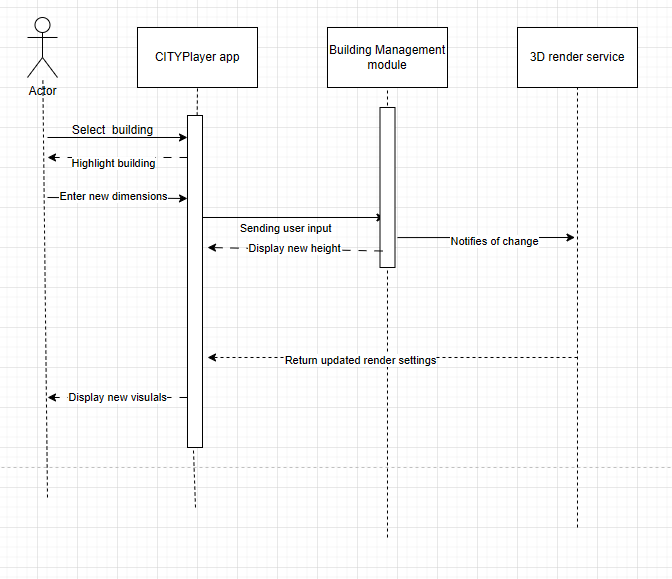 CITYPlayer app
Building Management
module
3D render service
Actor
Select  building
Highlight building
Enter new dimensions
Sending user input
Display new height
Notifies of change
Return updated render settings
Display new visulals